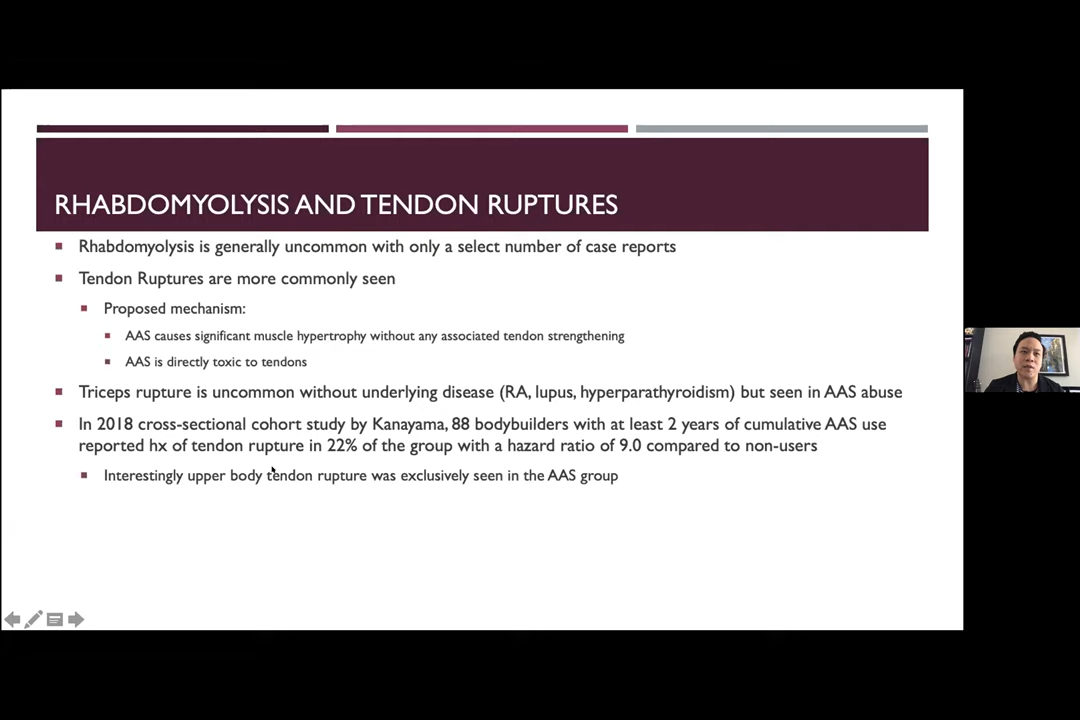 RHABDOMYOLYSIS AND TENDON RUPTURES
Rhabdomyolysis is generally uncommon with only a select number of case reports
Tendon Ruptures are more commonly seen
Proposed mechanism:
AAS causes significant muscle hypertrophy without any associated tendon strengthening
AAS is directly toxic to tendons
Triceps rupture is uncommon without underlying disease (RA, lupus, hyperparathyroidism) but seen in AAS abuse
In 2018 cross-sectional cohort study by Kanayama, 88 bodybuilders with at least 2 years of cumulative AAS use
reported hx of tendon rupture in 22% of the group with a hazard ratio of 9.0 compared to non-users
Interestingly upper body tendon rupture was exclusively seen in the AAS group